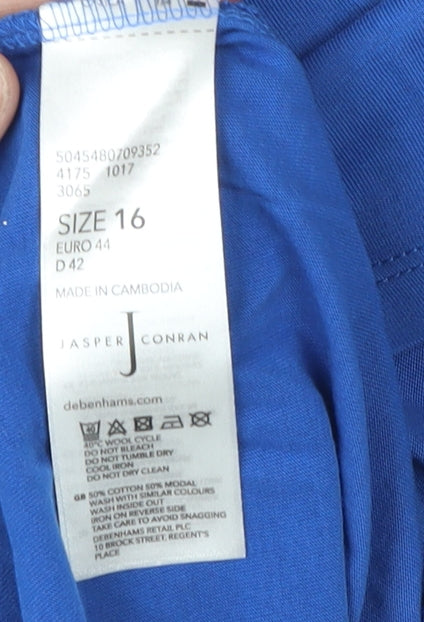 5045480709352
4175 1017
3065
SIZE 16
EURO 44
D 42
MADE IN CAMBODIA
JASPER J CONRAN
debenhams.com
40
40°C WOOL CYCLE
DO NOT BLEACH
DO NOT TUMBLE DRY
COOL IRON
DO NOT DRY CLEAN
GB 50% COTTON 50% MODAL
WASH WITH SIMILAR COLOURS
WASH INSIDE OUT
IRON ON REVERSE SIDE
TAKE CARE TO AVOID SNAGGING
DEBENHAMS RETAIL PLC
10 BROCK STREET, REGENT'S
PLACE